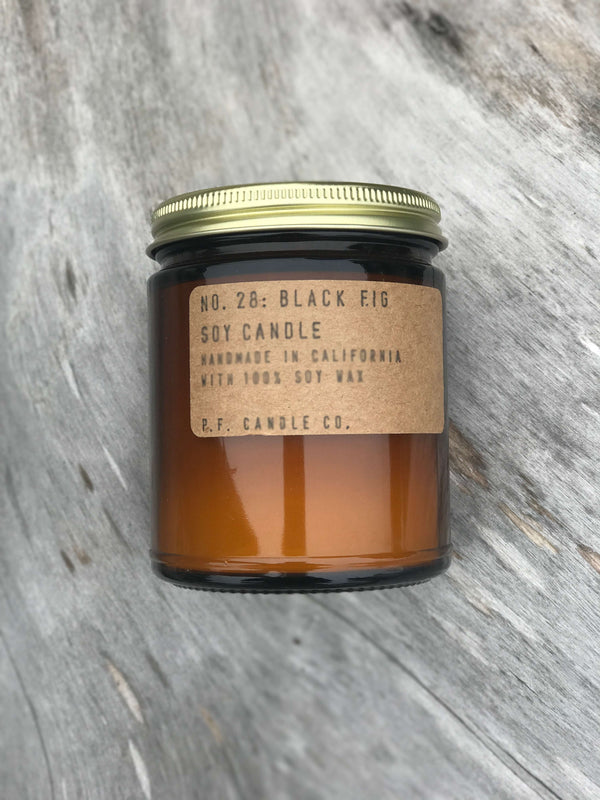 NO. 28: BLACK FIG
SOY CANDLE
HANDMADE IN CALIFORNIA
WITH 100% SOY WAX
P.F. CANDLE CO.